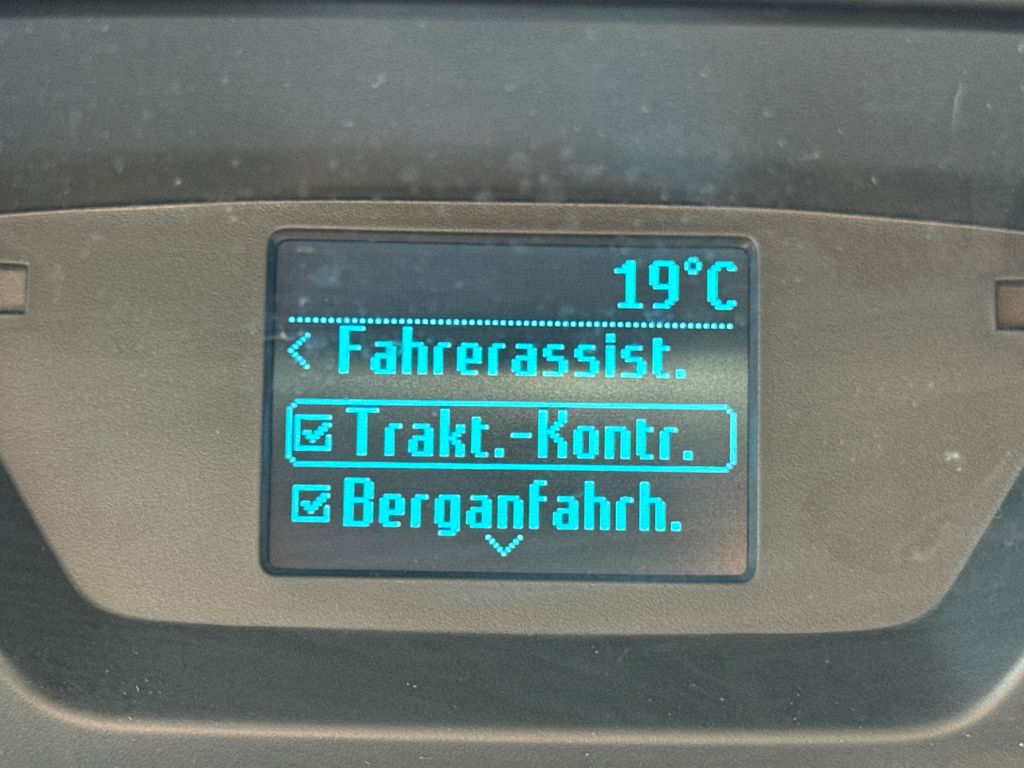 19°C
< Fahrerassist.
Trakt.-Kontr.
Berganfahrh.